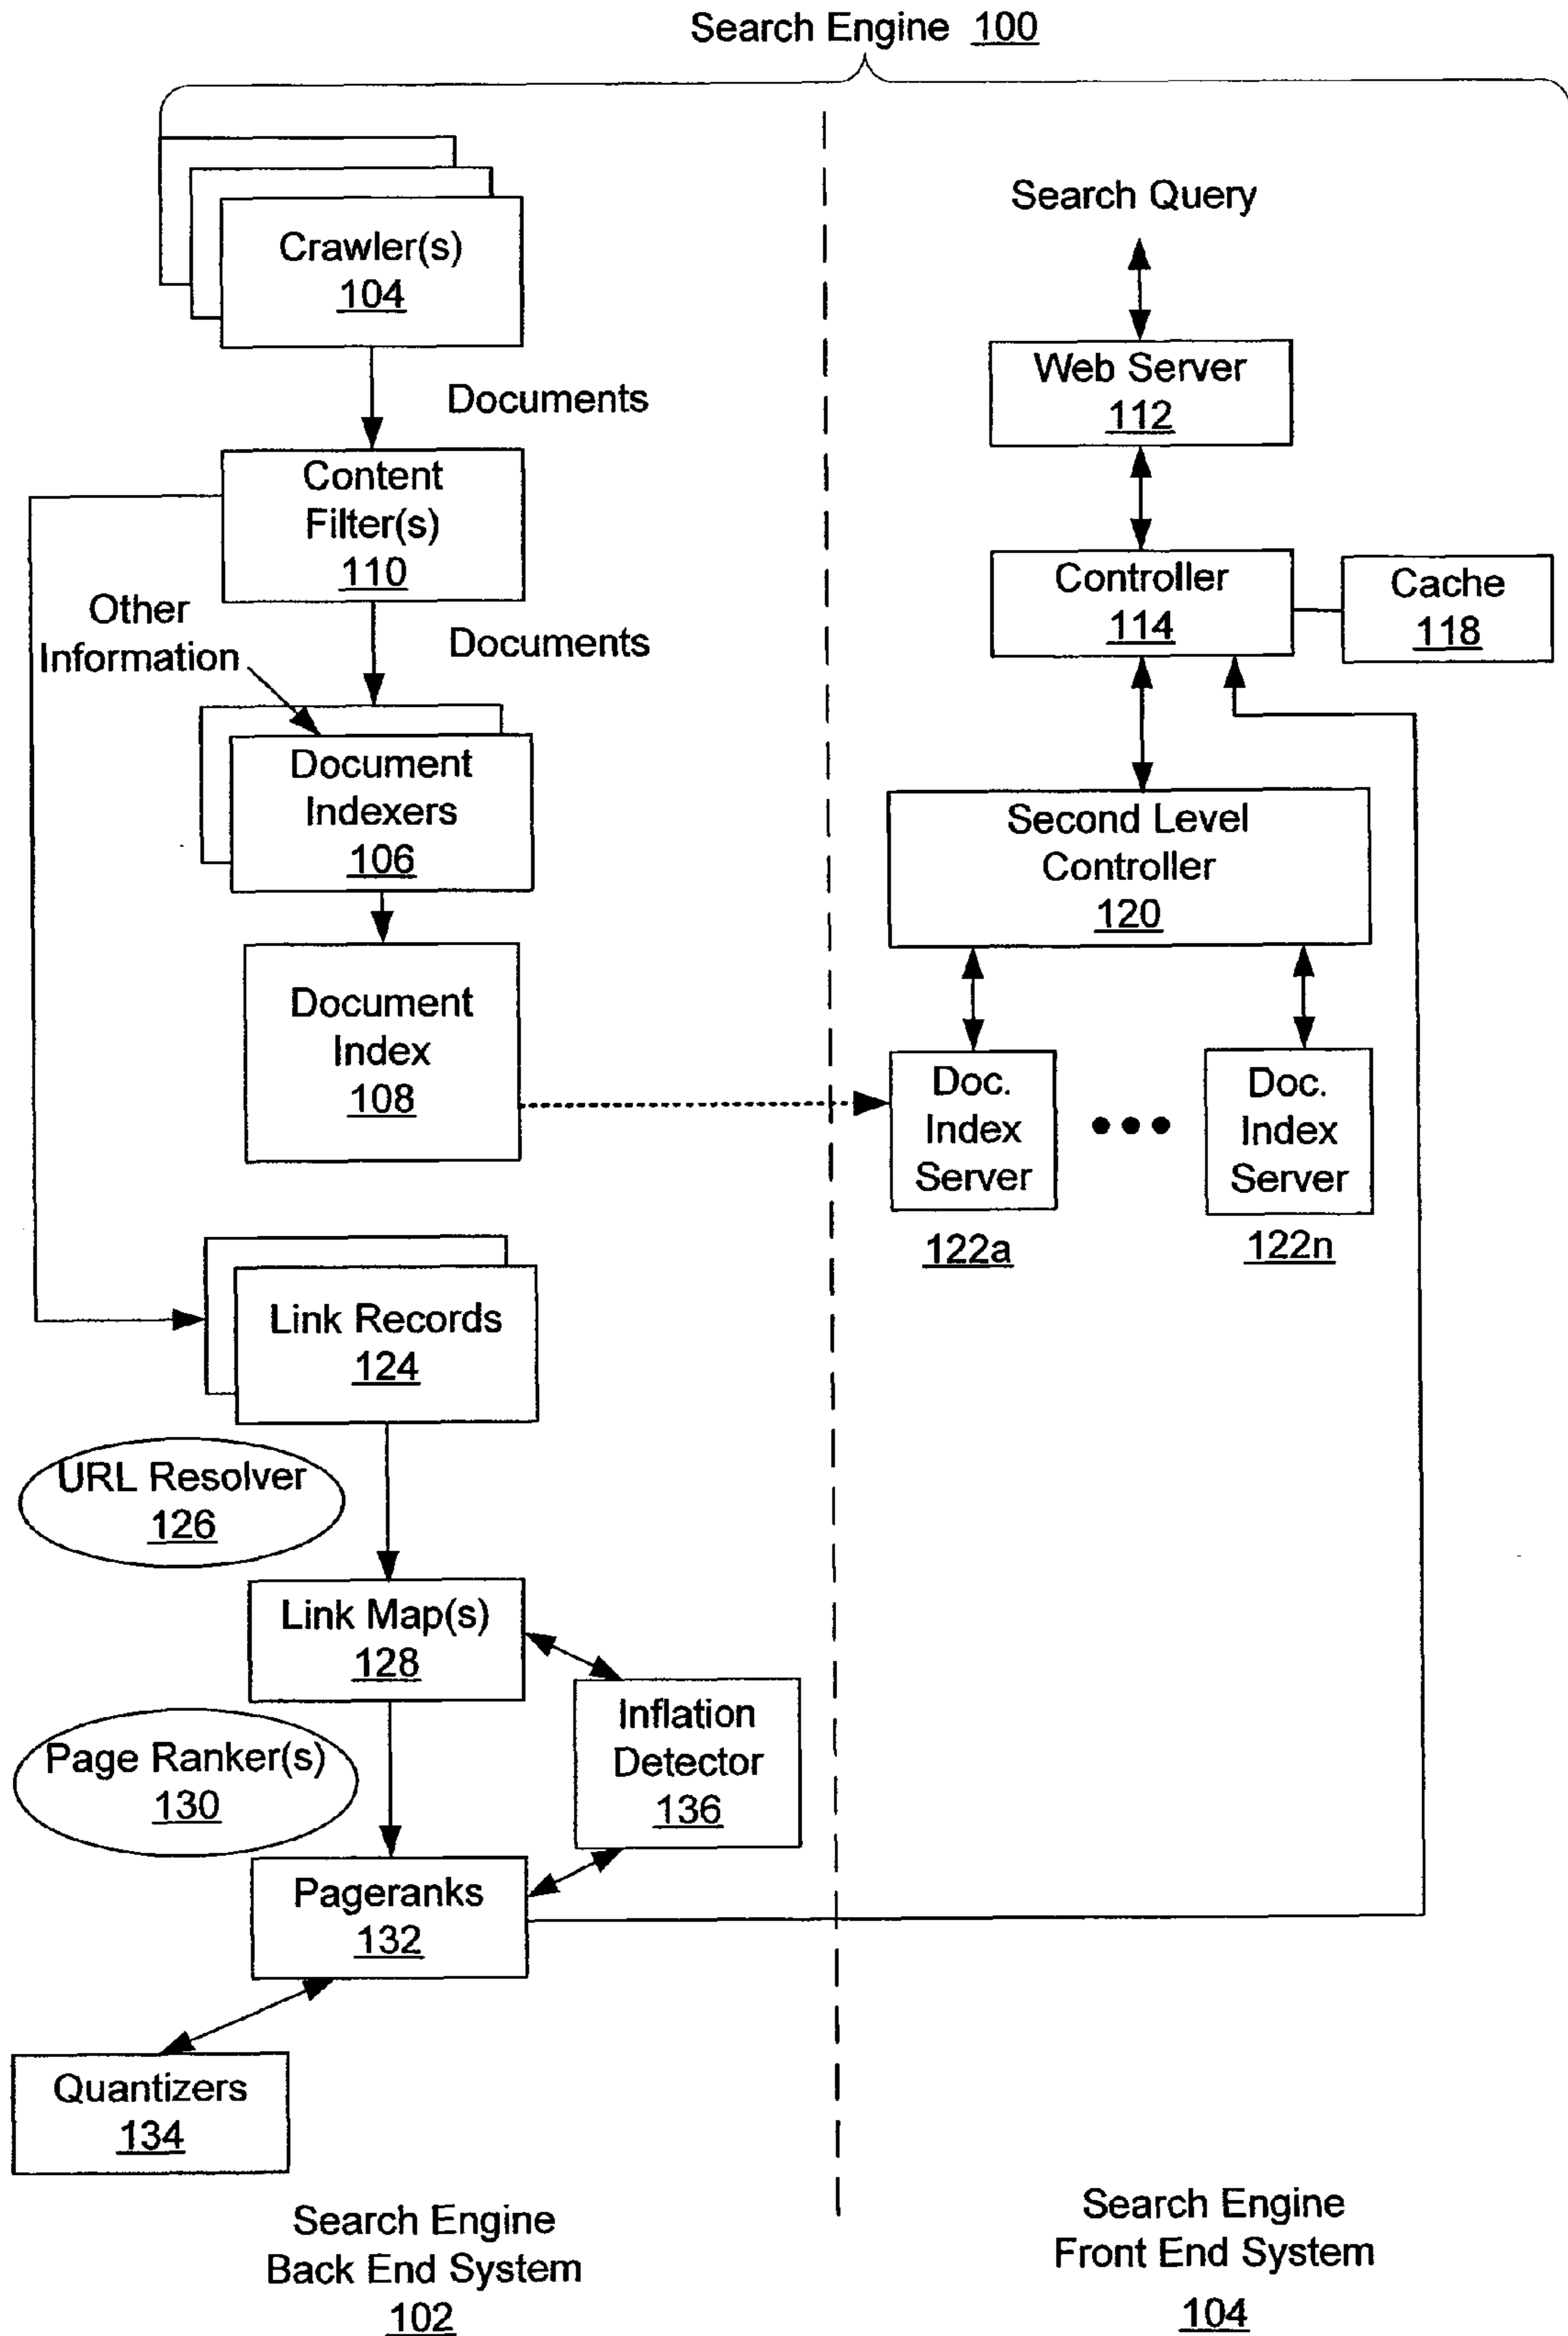 Search Engine 100
Crawler(s)
104
Documents
Content
Filter(s)
110
Other
Information
Documents
Document
Indexers
106
Document
Index
108
Link Records
124
URL Resolver
126
Link Map(s)
128
Inflation
Detector
136
Page Ranker(s)
130
Pageranks
132
Quantizers
134
Search Engine
Back End System
102
Search Query
Web Server
112
Controller
114
Cache
118
Second Level
Controller
120
Doc.
Index
Server
122a
Doc.
Index
Server
122n
Search Engine
Front End System
104